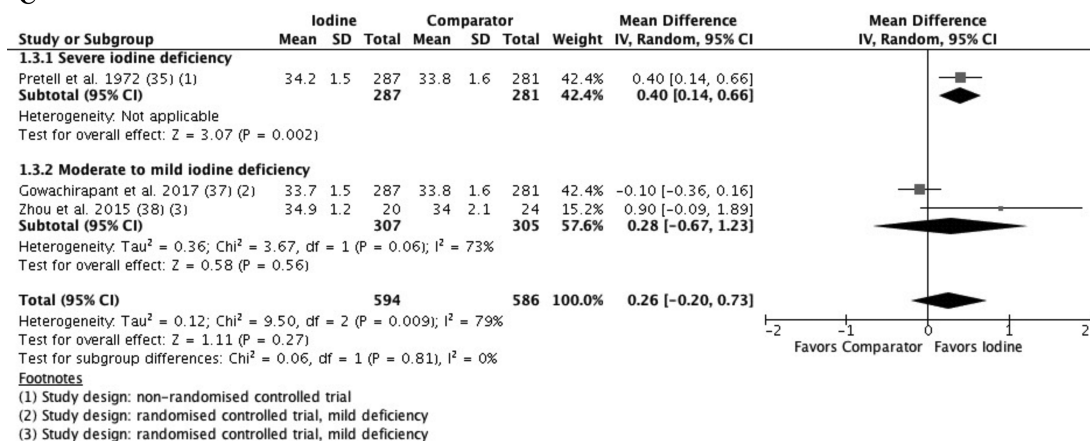 Iodine Comparator Mean Difference Mean Difference
Study or Subgroup Mean SD Total Mean SD Total Weight IV, Random, 95% CI IV, Random, 95% CI
1.3.1 Severe iodine deficiency
Pretell et al. 1972 (35) (1) 34.2 1.5 287 33.8 1.6 281 42.4% 0.40 [0.14, 0.66]
Subtotal (95% CI) 287 281 42.4% 0.40 [0.14, 0.66]
Heterogeneity: Not applicable
Test for overall effect: Z = 3.07 (P = 0.002)
1.3.2 Moderate to mild iodine deficiency
Gowachirapant et al. 2017 (37) (2) 33.7 1.5 287 33.8 1.6 281 42.4% -0.10 [-0.36, 0.16]
Zhou et al. 2015 (38) (3) 34.9 1.2 20 34 2.1 24 15.2% 0.90 [-0.09, 1.89]
Subtotal (95% CI) 307 305 57.6% 0.28 [-0.67, 1.23]
Heterogeneity: Tau² = 0.36; Chi² = 3.67, df = 1 (P = 0.06); I² = 73%
Test for overall effect: Z = 0.58 (P = 0.56)
Total (95% CI) 594 586 100.0% 0.26 [-0.20, 0.73]
Heterogeneity: Tau² = 0.12; Chi² = 9.50, df = 2 (P = 0.009); I² = 79%
Test for overall effect: Z = 1.11 (P = 0.27)
Test for subgroup differences: Chi² = 0.06, df = 1 (P = 0.81), I² = 0%
-2 -1 0 1 2
Favors Comparator Favors Iodine
Footnotes
(1) Study design: non-randomised controlled trial
(2) Study design: randomised controlled trial, mild deficiency
(3) Study design: randomised controlled trial, mild deficiency